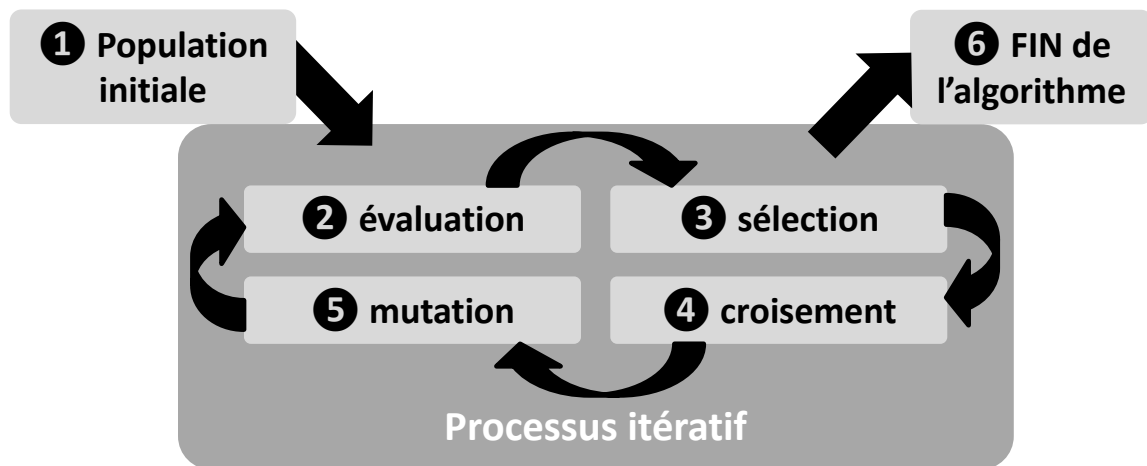 ❶ Population
initiale
❻ FIN de
l’algorithme
❷ évaluation
❸ sélection
❺ mutation
❹ croisement
Processus itératif